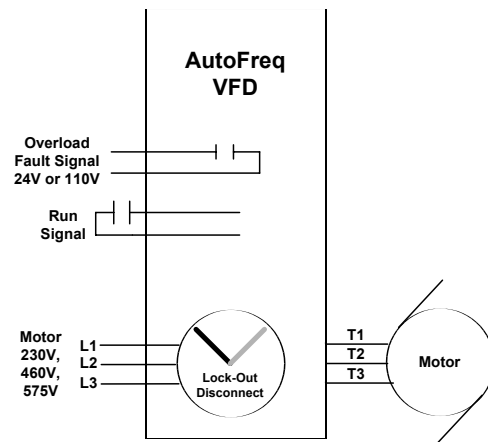 AutoFreq
VFD
Overload
Fault Signal
24V or 110V
Run
Signal
Motor
230V,
460V,
575V
L1
L2
L3
Lock-Out
Disconnect
T1
T2
T3
Motor